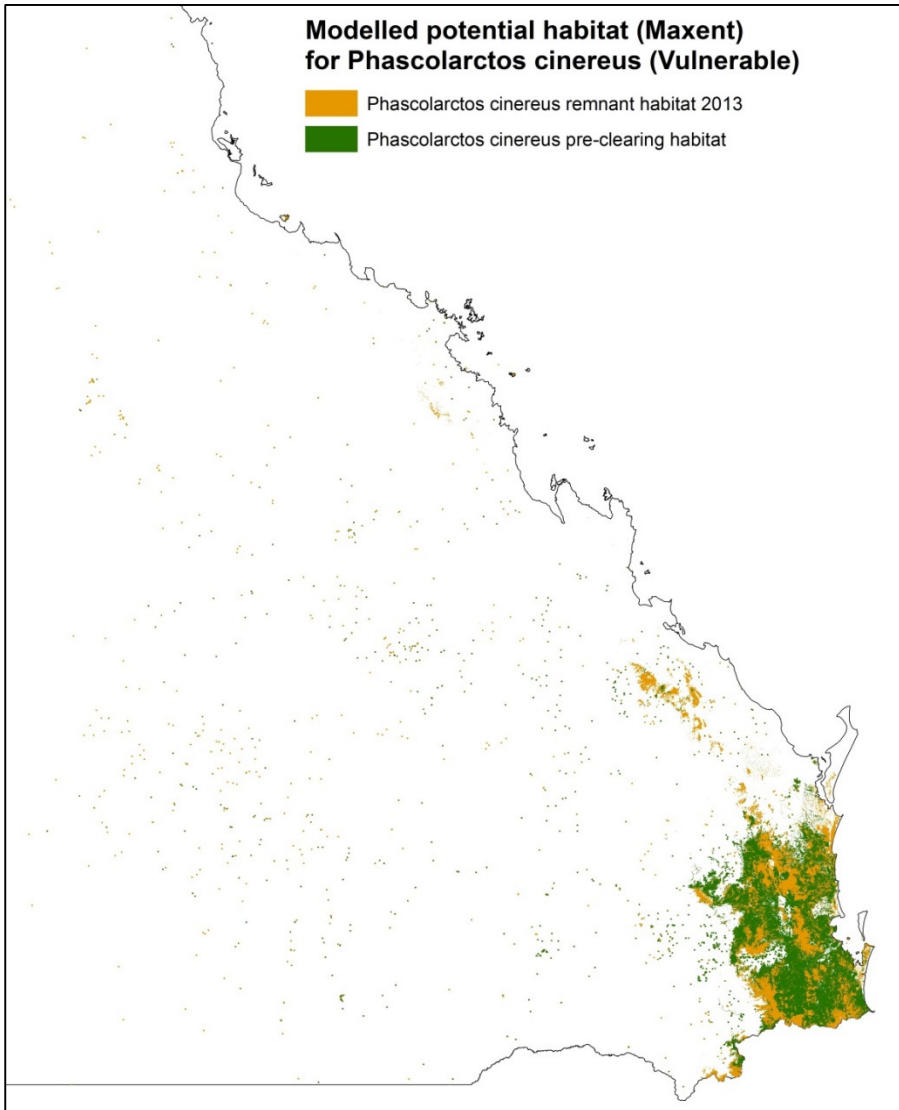 Modelled potential habitat (Maxent)
for Phascolarctos cinereus (Vulnerable)
Phascolarctos cinereus remnant habitat 2013
Phascolarctos cinereus pre-clearing habitat